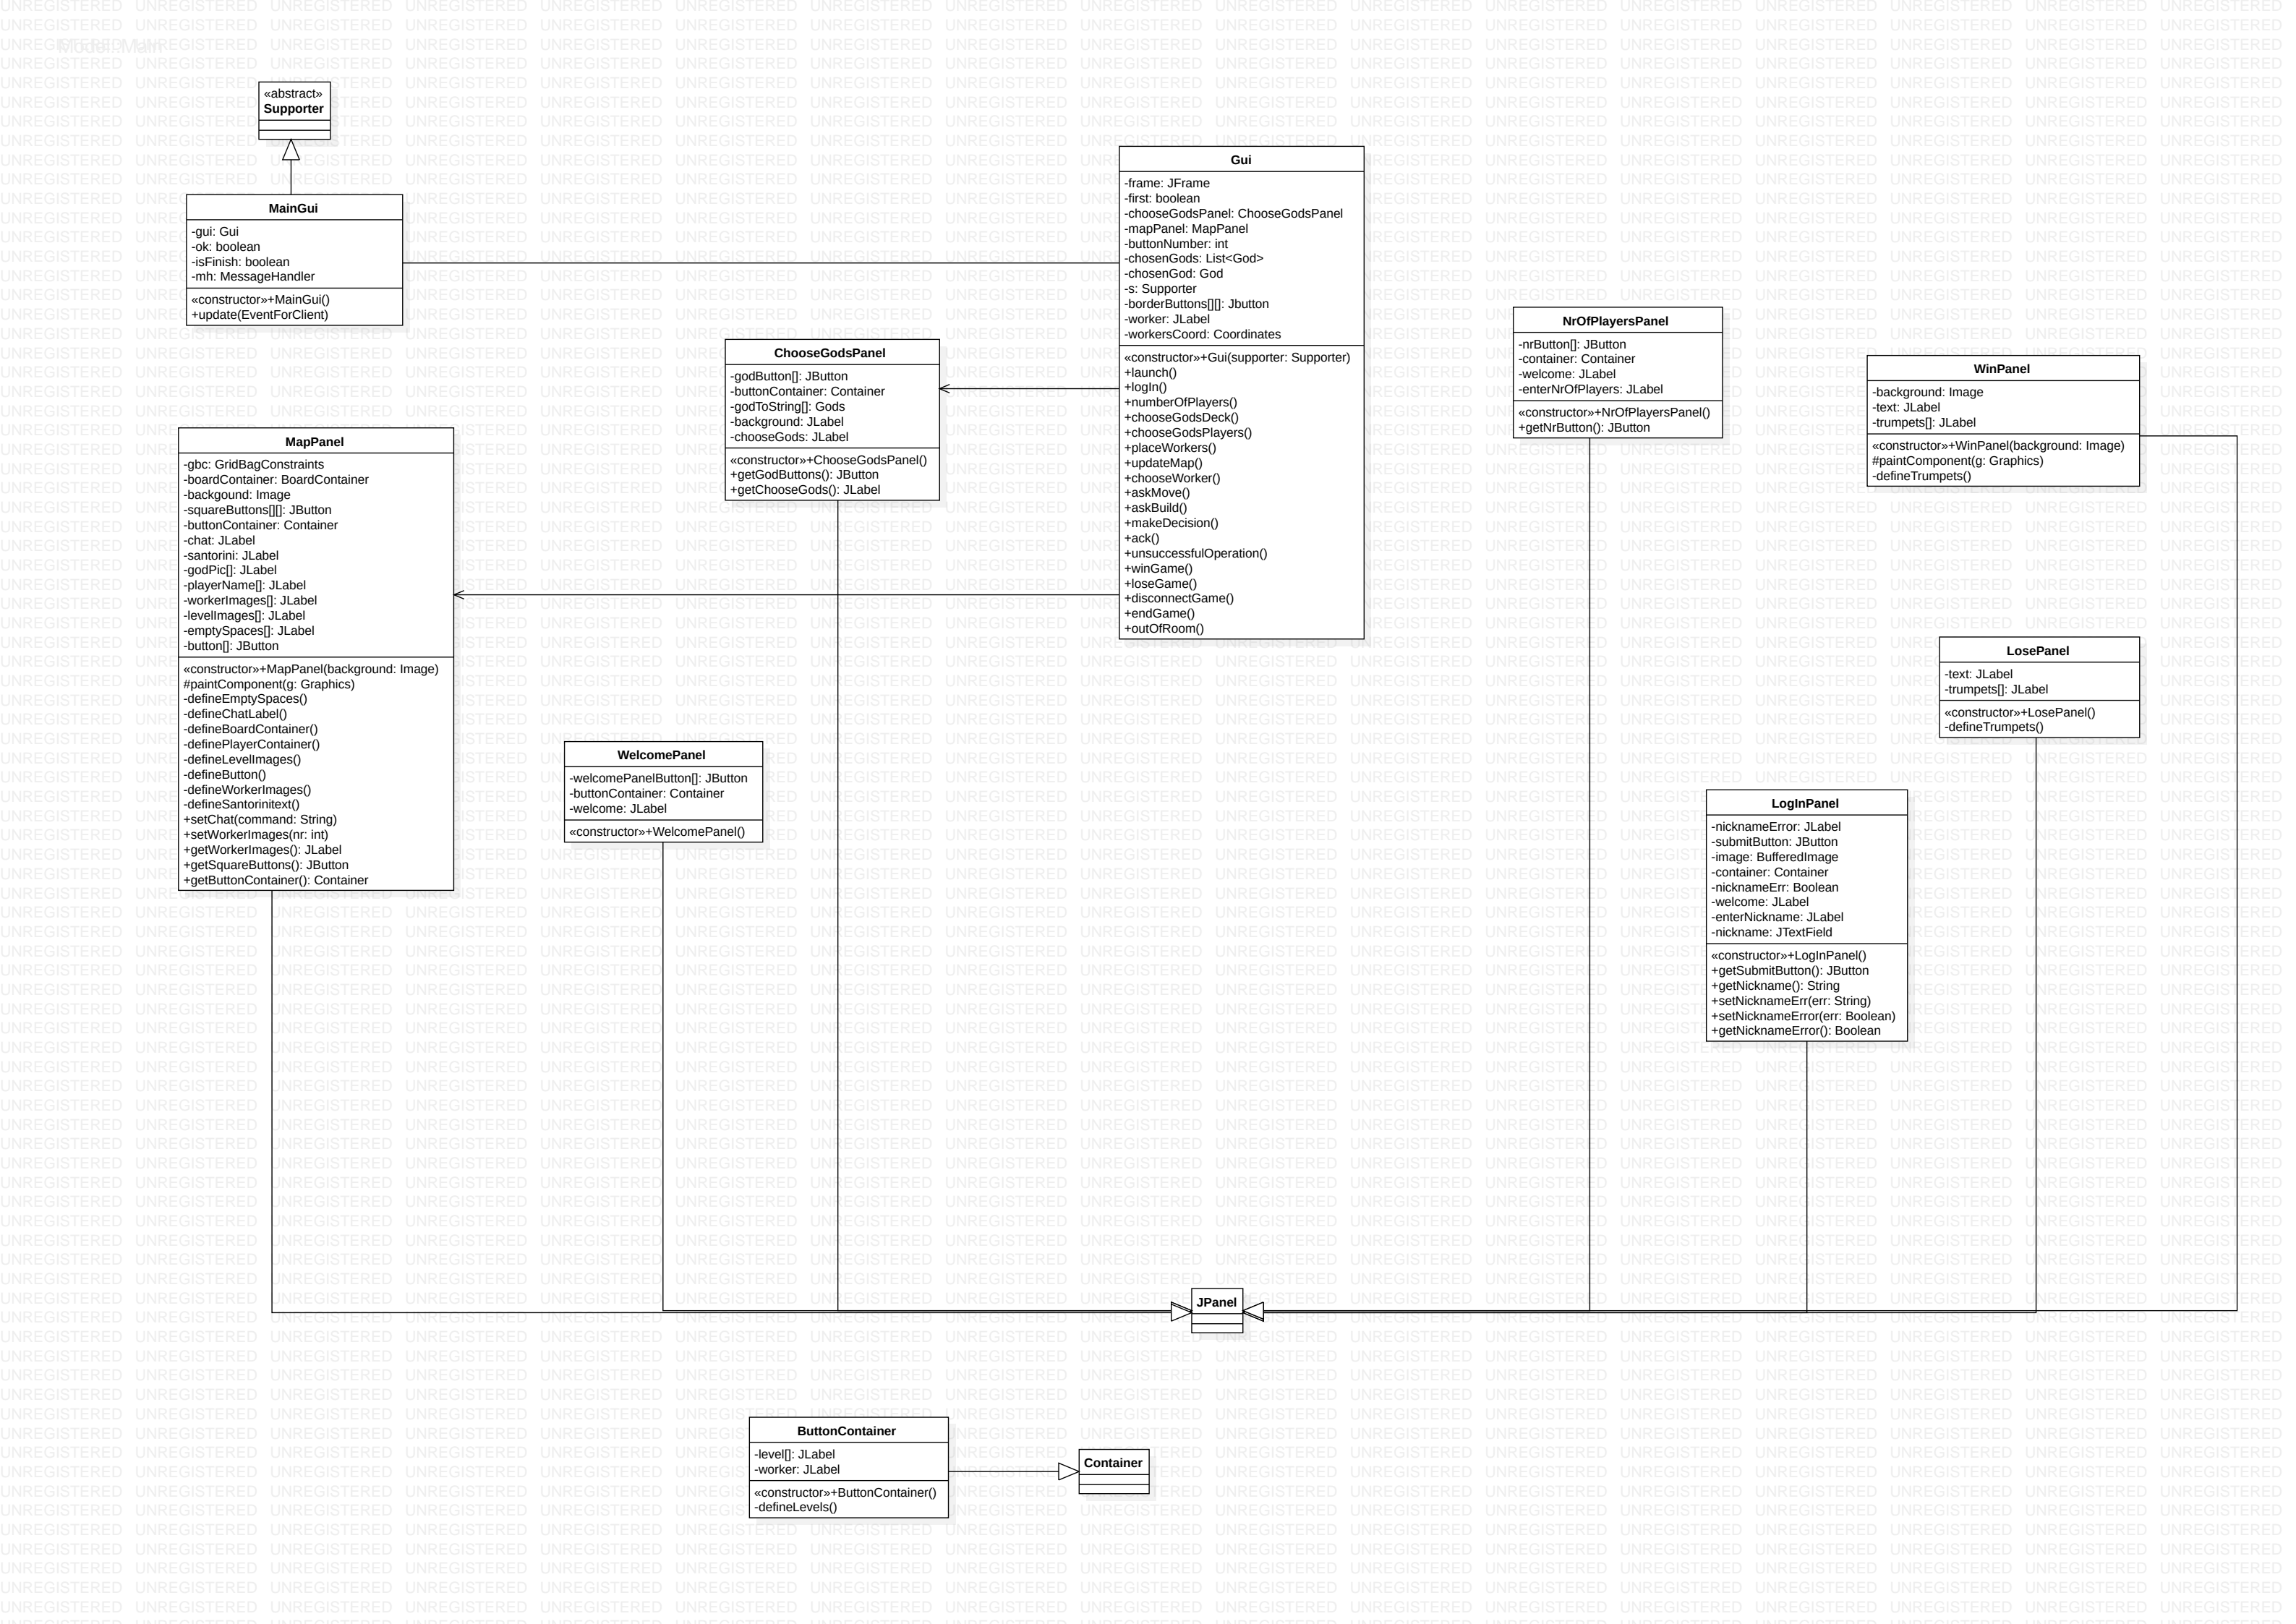 Model::Main
«abstract»
Supporter
MainGui
-gui: Gui
-ok: boolean
-isFinish: boolean
-mh: MessageHandler
«constructor»+MainGui()
+update(EventForClient)
Gui
-frame: JFrame
-first: boolean
-chooseGodsPanel: ChooseGodsPanel
-mapPanel: MapPanel
-buttonNumber: int
-chosenGods: List<God>
-chosenGod: God
-s: Supporter
-borderButtons[][]: Jbutton
-worker: JLabel
-workersCoord: Coordinates
«constructor»+Gui(supporter: Supporter)
+launch()
+logIn()
+numberOfPlayers()
+chooseGodsDeck()
+chooseGodsPlayers()
+placeWorkers()
+updateMap()
+chooseWorker()
+askMove()
+askBuild()
+makeDecision()
+ack()
+unsuccessfulOperation()
+winGame()
+loseGame()
+disconnectGame()
+endGame()
+outOfRoom()
NrOfPlayersPanel
-nrButton[]: JButton
-container: Container
-welcome: JLabel
-enterNrOfPlayers: JLabel
«constructor»+NrOfPlayersPanel()
+getNrButton(): JButton
WinPanel
-background: Image
-text: JLabel
-trumpets[]: JLabel
«constructor»+WinPanel(background: Image)
#paintComponent(g: Graphics)
-defineTrumpets()
ChooseGodsPanel
-godButton[]: JButton
-buttonContainer: Container
-godToString[]: Gods
-background: JLabel
-chooseGods: JLabel
«constructor»+ChooseGodsPanel()
+getGodButtons(): JButton
+getChooseGods(): JLabel
MapPanel
-gbc: GridBagConstraints
-boardContainer: BoardContainer
-backgound: Image
-squareButtons[][]: JButton
-buttonContainer: Container
-chat: JLabel
-santorini: JLabel
-godPic[]: JLabel
-playerName[]: JLabel
-workerImages[]: JLabel
-levelImages[]: JLabel
-emptySpaces[]: JLabel
-button[]: JButton
«constructor»+MapPanel(background: Image)
#paintComponent(g: Graphics)
-defineEmptySpaces()
-defineChatLabel()
-defineBoardContainer()
-definePlayerContainer()
-defineLevelImages()
-defineButton()
-defineWorkerImages()
-defineSantorinitext()
+setChat(command: String)
+setWorkerImages(nr: int)
+getWorkerImages(): JLabel
+getSquareButtons(): JButton
+getButtonContainer(): Container
LosePanel
-text: JLabel
-trumpets[]: JLabel
«constructor»+LosePanel()
-defineTrumpets()
WelcomePanel
-welcomePanelButton[]: JButton
-buttonContainer: Container
-welcome: JLabel
«constructor»+WelcomePanel()
LogInPanel
-nicknameError: JLabel
-submitButton: JButton
-image: BufferedImage
-container: Container
-nicknameErr: Boolean
-welcome: JLabel
-enterNickname: JLabel
-nickname: JTextField
«constructor»+LogInPanel()
+getSubmitButton(): JButton
+getNickname(): String
+setNicknameErr(err: String)
+setNicknameError(err: Boolean)
+getNicknameError(): Boolean
JPanel
ButtonContainer
-level[]: JLabel
-worker: JLabel
«constructor»+ButtonContainer()
-defineLevels()
Container
UNREGISTERED